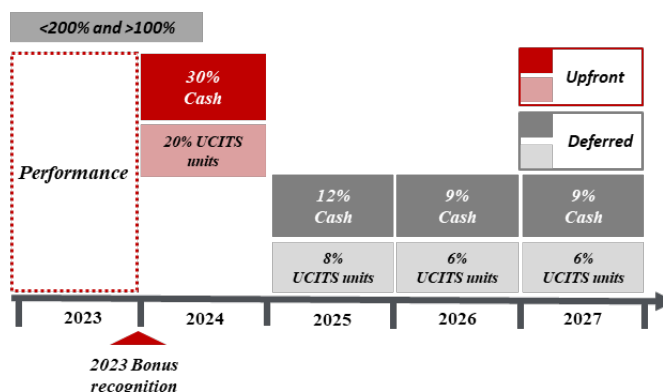 <200% and >100%
30%
Cash
Upfront
20% UCITS
units
Deferred
Performance
12%
Cash
9%
Cash
9%
Cash
8%
UCITS units
6%
UCITS units
6%
UCITS units
2023
2024
2025
2026
2027
2023 Bonus
recognition